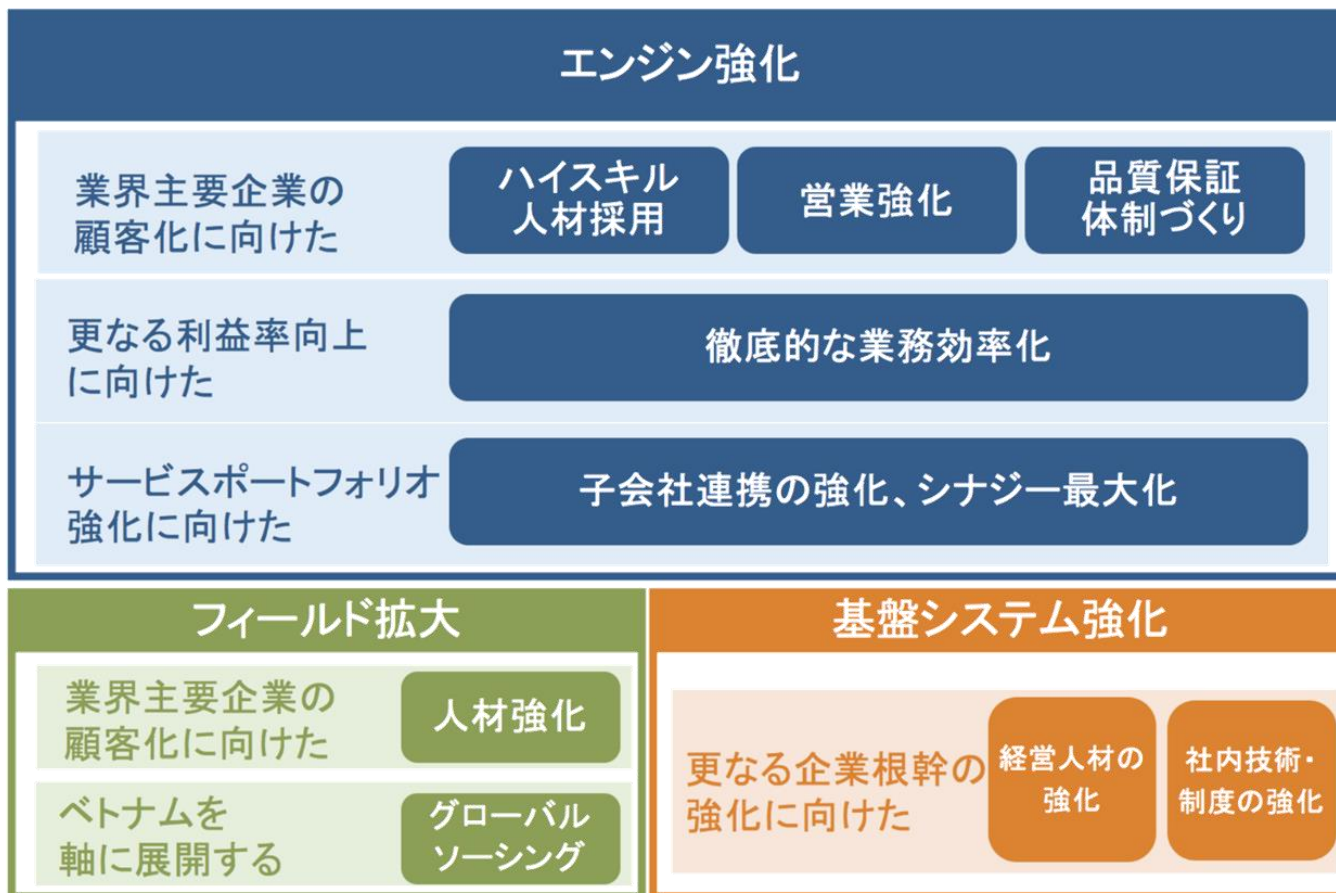 エンジン強化
業界主要企業の
顧客化に向けた
ハイスキル
人材採用
営業強化
品質保証
体制づくり
更なる利益率向上
に向けた
徹底的な業務効率化
サービスポートフォリオ
強化に向けた
子会社連携の強化、シナジー最大化
フィールド拡大
業界主要企業の
顧客化に向けた
人材強化
ベトナムを
軸に展開する
グローバル
ソーシング
基盤システム強化
更なる企業根幹の
強化に向けた
経営人材の
強化
社内技術・
制度の強化